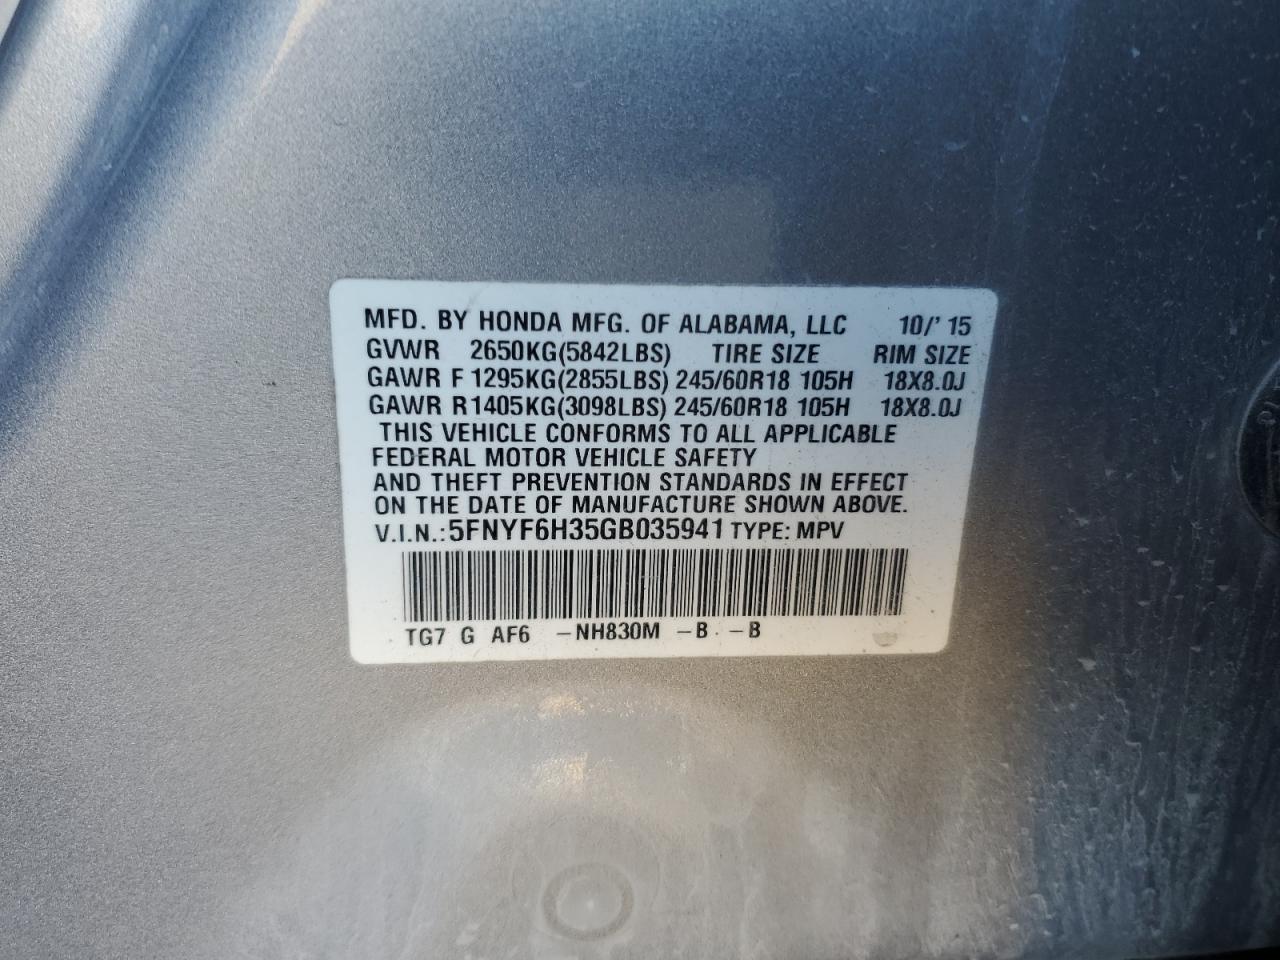 MFD. BY HONDA MFG. OF ALABAMA, LLC 10/'15
GVWR 2650KG(5842LBS) TIRE SIZE RIM SIZE
GAWR F 1295KG(2855LBS) 245/60R18 105H 18X8.0J
GAWR R1405KG(3098LBS) 245/60R18 105H 18X8.0J
THIS VEHICLE CONFORMS TO ALL APPLICABLE
FEDERAL MOTOR VEHICLE SAFETY
AND THEFT PREVENTION STANDARDS IN EFFECT
ON THE DATE OF MANUFACTURE SHOWN ABOVE.
V.I.N.:5FNYF6H35GB035941 TYPE: MPV
TG7 G AF6 -NH830M -B -B